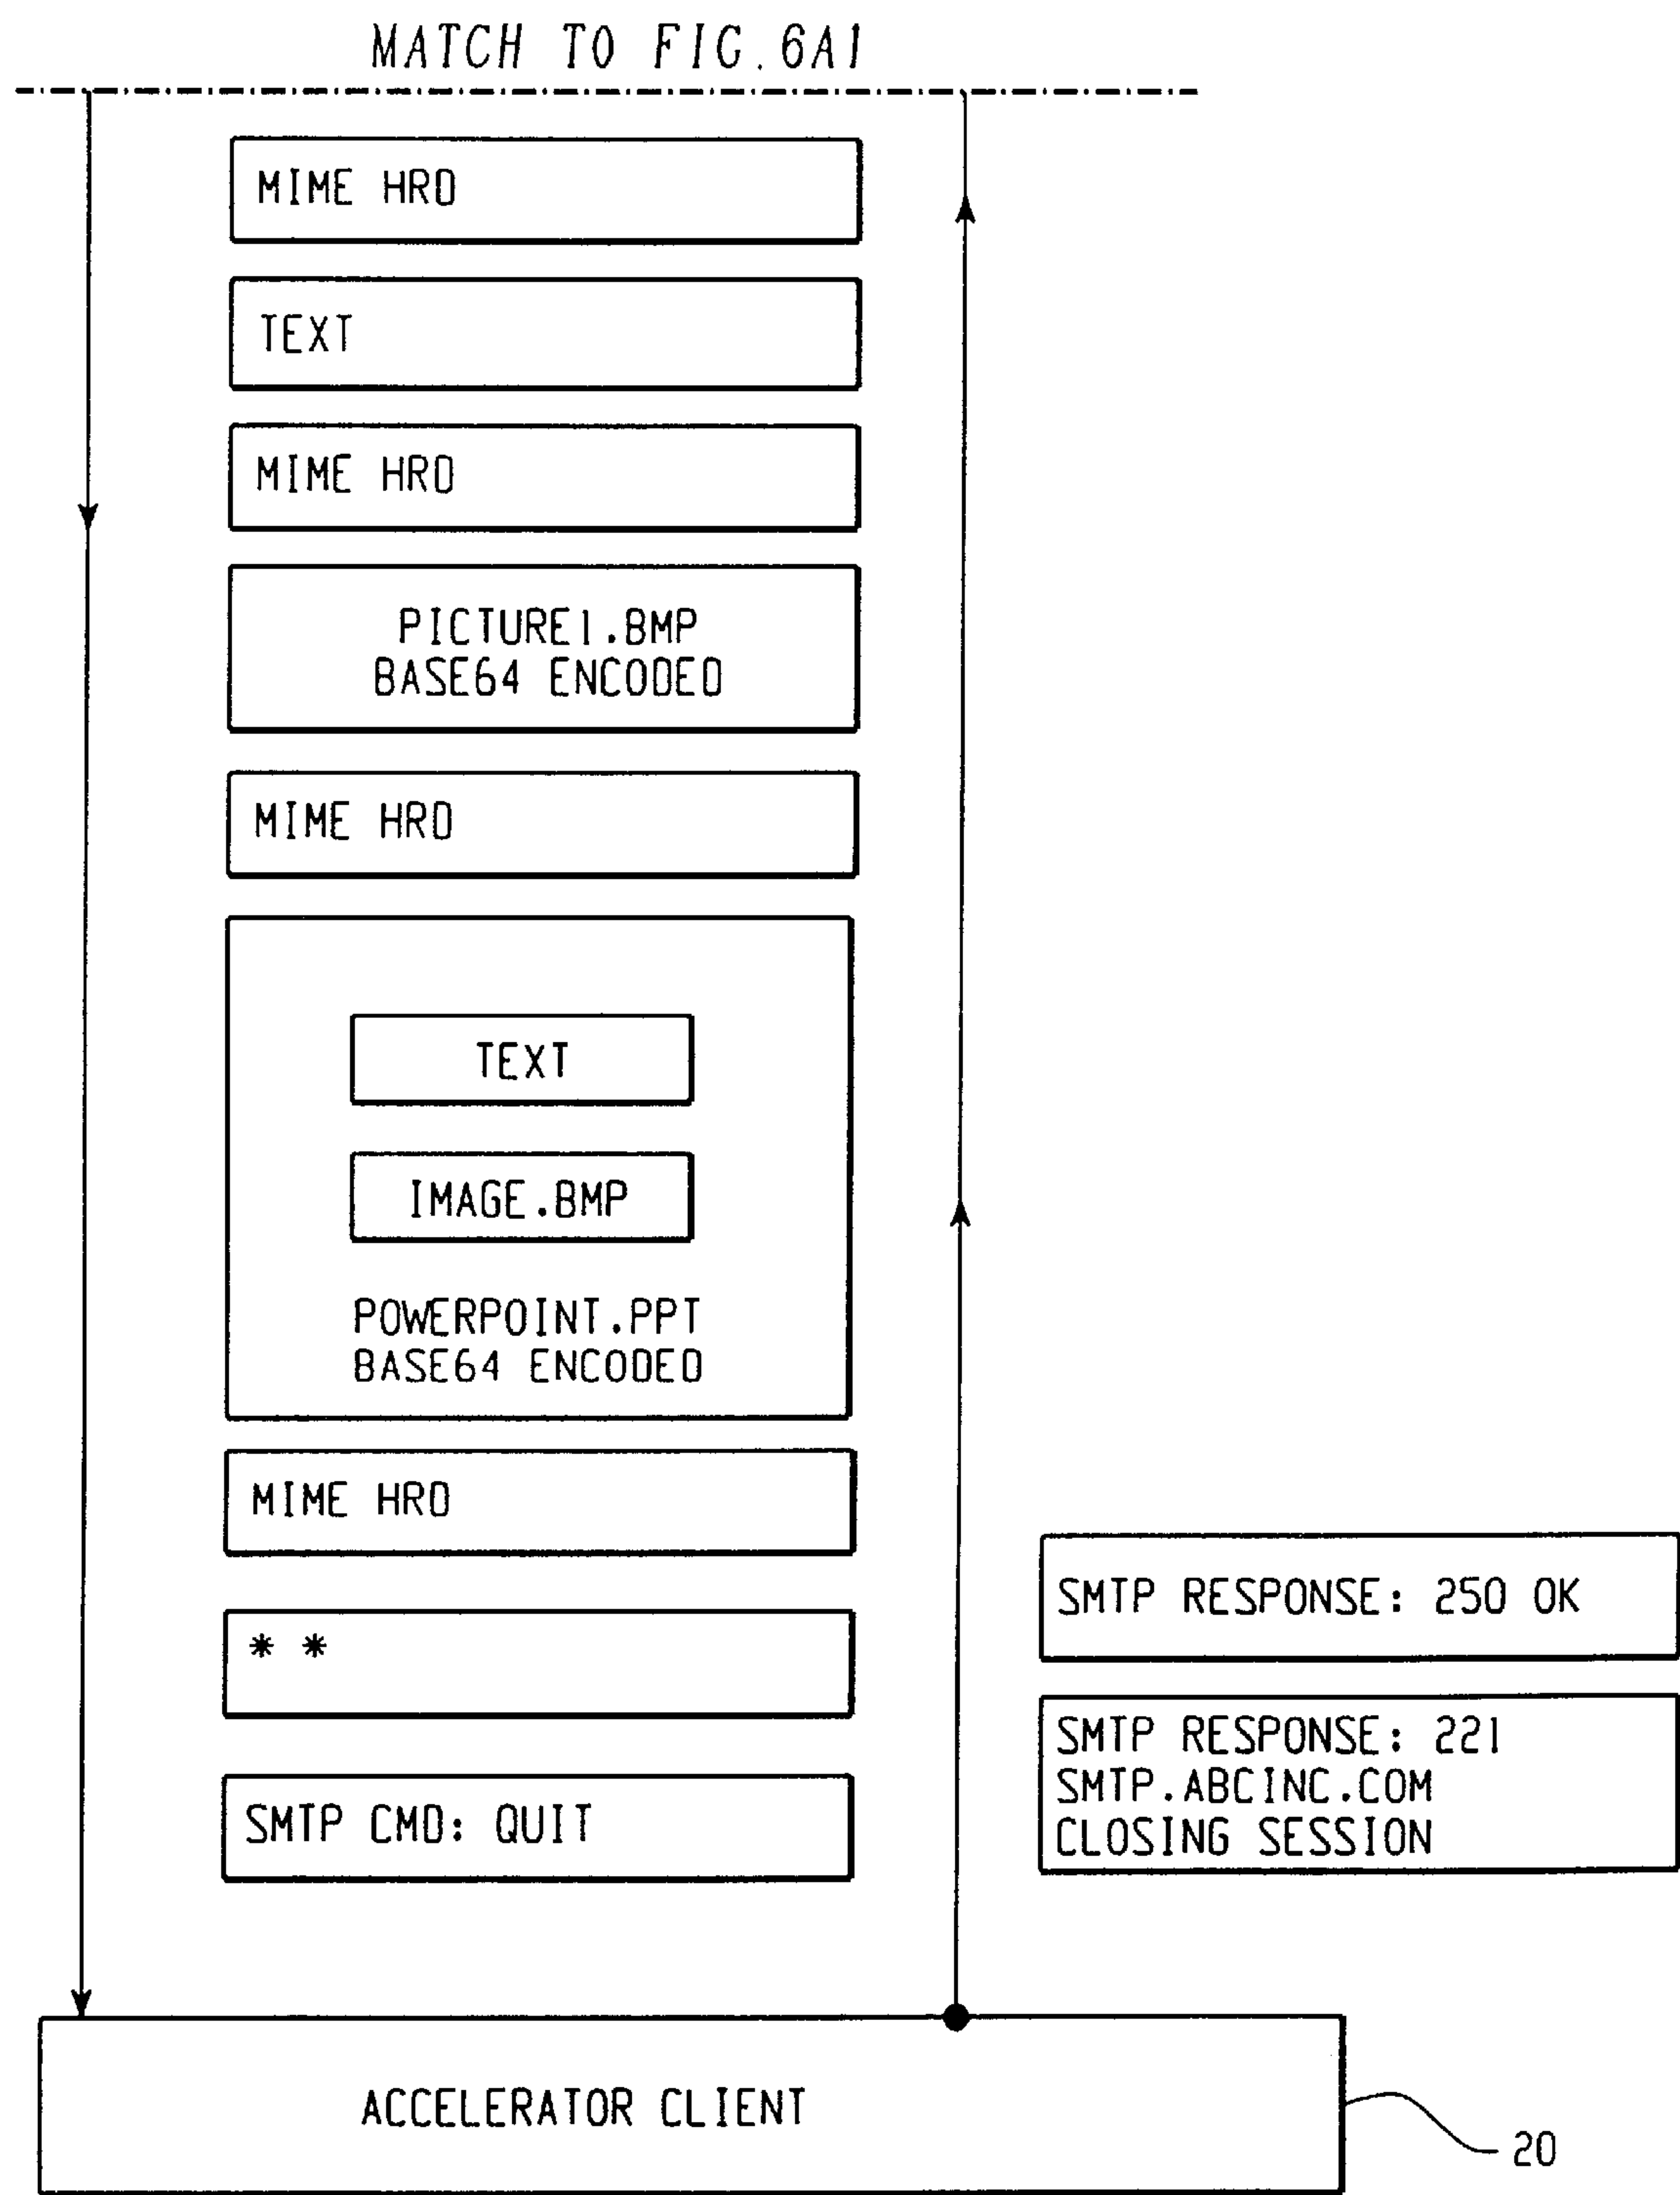 MATCH TO FIG. 6A1
MIME HRD
TEXT
MIME HRD
PICTURE1.BMP
BASE64 ENCODED
MIME HRD
TEXT
IMAGE.BMP
POWERPOINT.PPT
BASE64 ENCODED
MIME HRD
* *
SMTP CMD: QUIT
SMTP RESPONSE: 250 OK
SMTP RESPONSE: 221
SMTP.ABCINC.COM
CLOSING SESSION
ACCELERATOR CLIENT
20